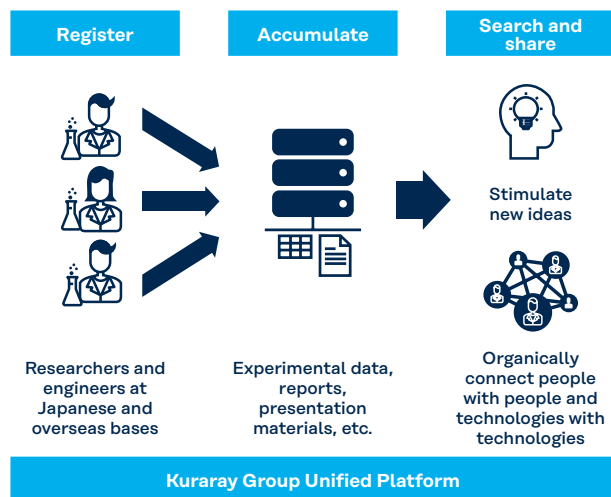 Register
Accumulate
Search and
share
Stimulate
new ideas
Researchers and
engineers at
Japanese and
overseas bases
Experimental data,
reports,
presentation
materials, etc.
Organically
connect people
with people and
technologies with
technologies
Kuraray Group Unified Platform